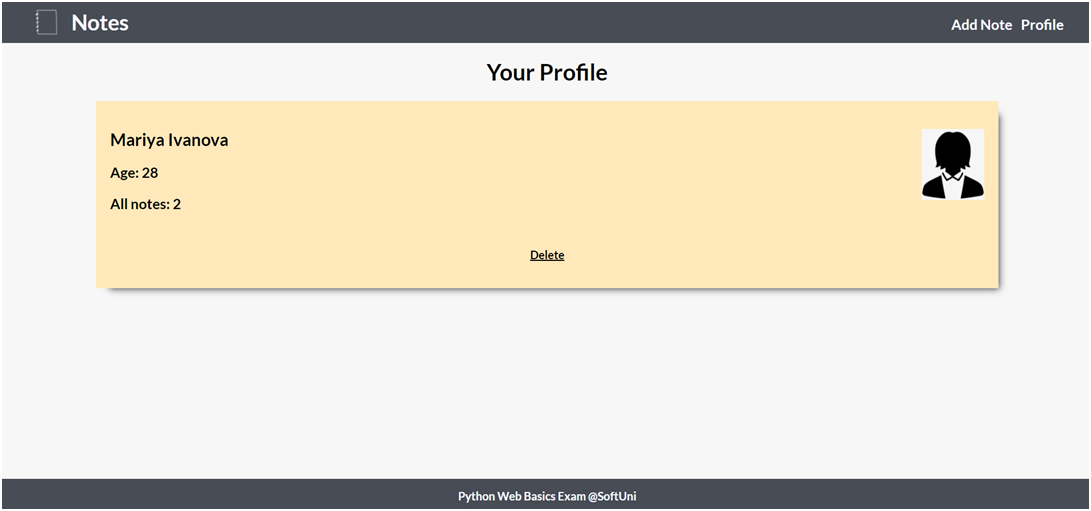 Notes
Add Note Profile
Your Profile
Mariya Ivanova
Age: 28
All notes: 2
Delete
Python Web Basics Exam @SoftUni